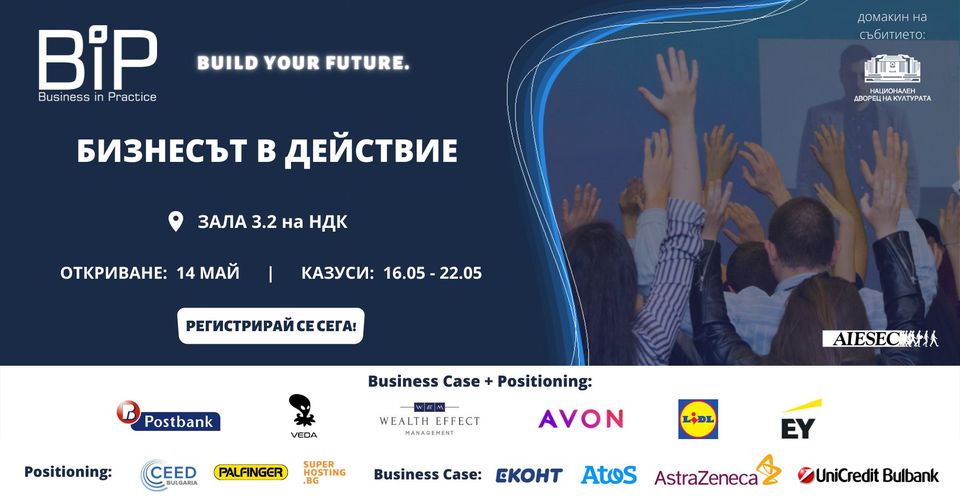 BiP
Business in Practice
BUILD YOUR FUTURE.
домакин на
събитието:
НАЦИОНАЛЕН
ДВОРЕЦ НА КУЛТУРАТА
БИЗНЕСЪТ В ДЕЙСТВИЕ
ЗАЛА 3.2 на НДК
ОТКРИВАНЕ: 14 МАЙ | КАЗУСИ: 16.05 - 22.05
РЕГИСТРИРАЙ СЕ СЕГА!
AIESEC
Business Case + Positioning:
Postbank
VEDA
W E M
WEALTH EFFECT
MANAGEMENT
AVON
LIDL
EY
Positioning:
CEED
BULGARIA
PALFINGER
SUPER
HOSTING
.BG
Business Case:
ЕКОНТ
Atos
AstraZeneca
UniCredit Bulbank